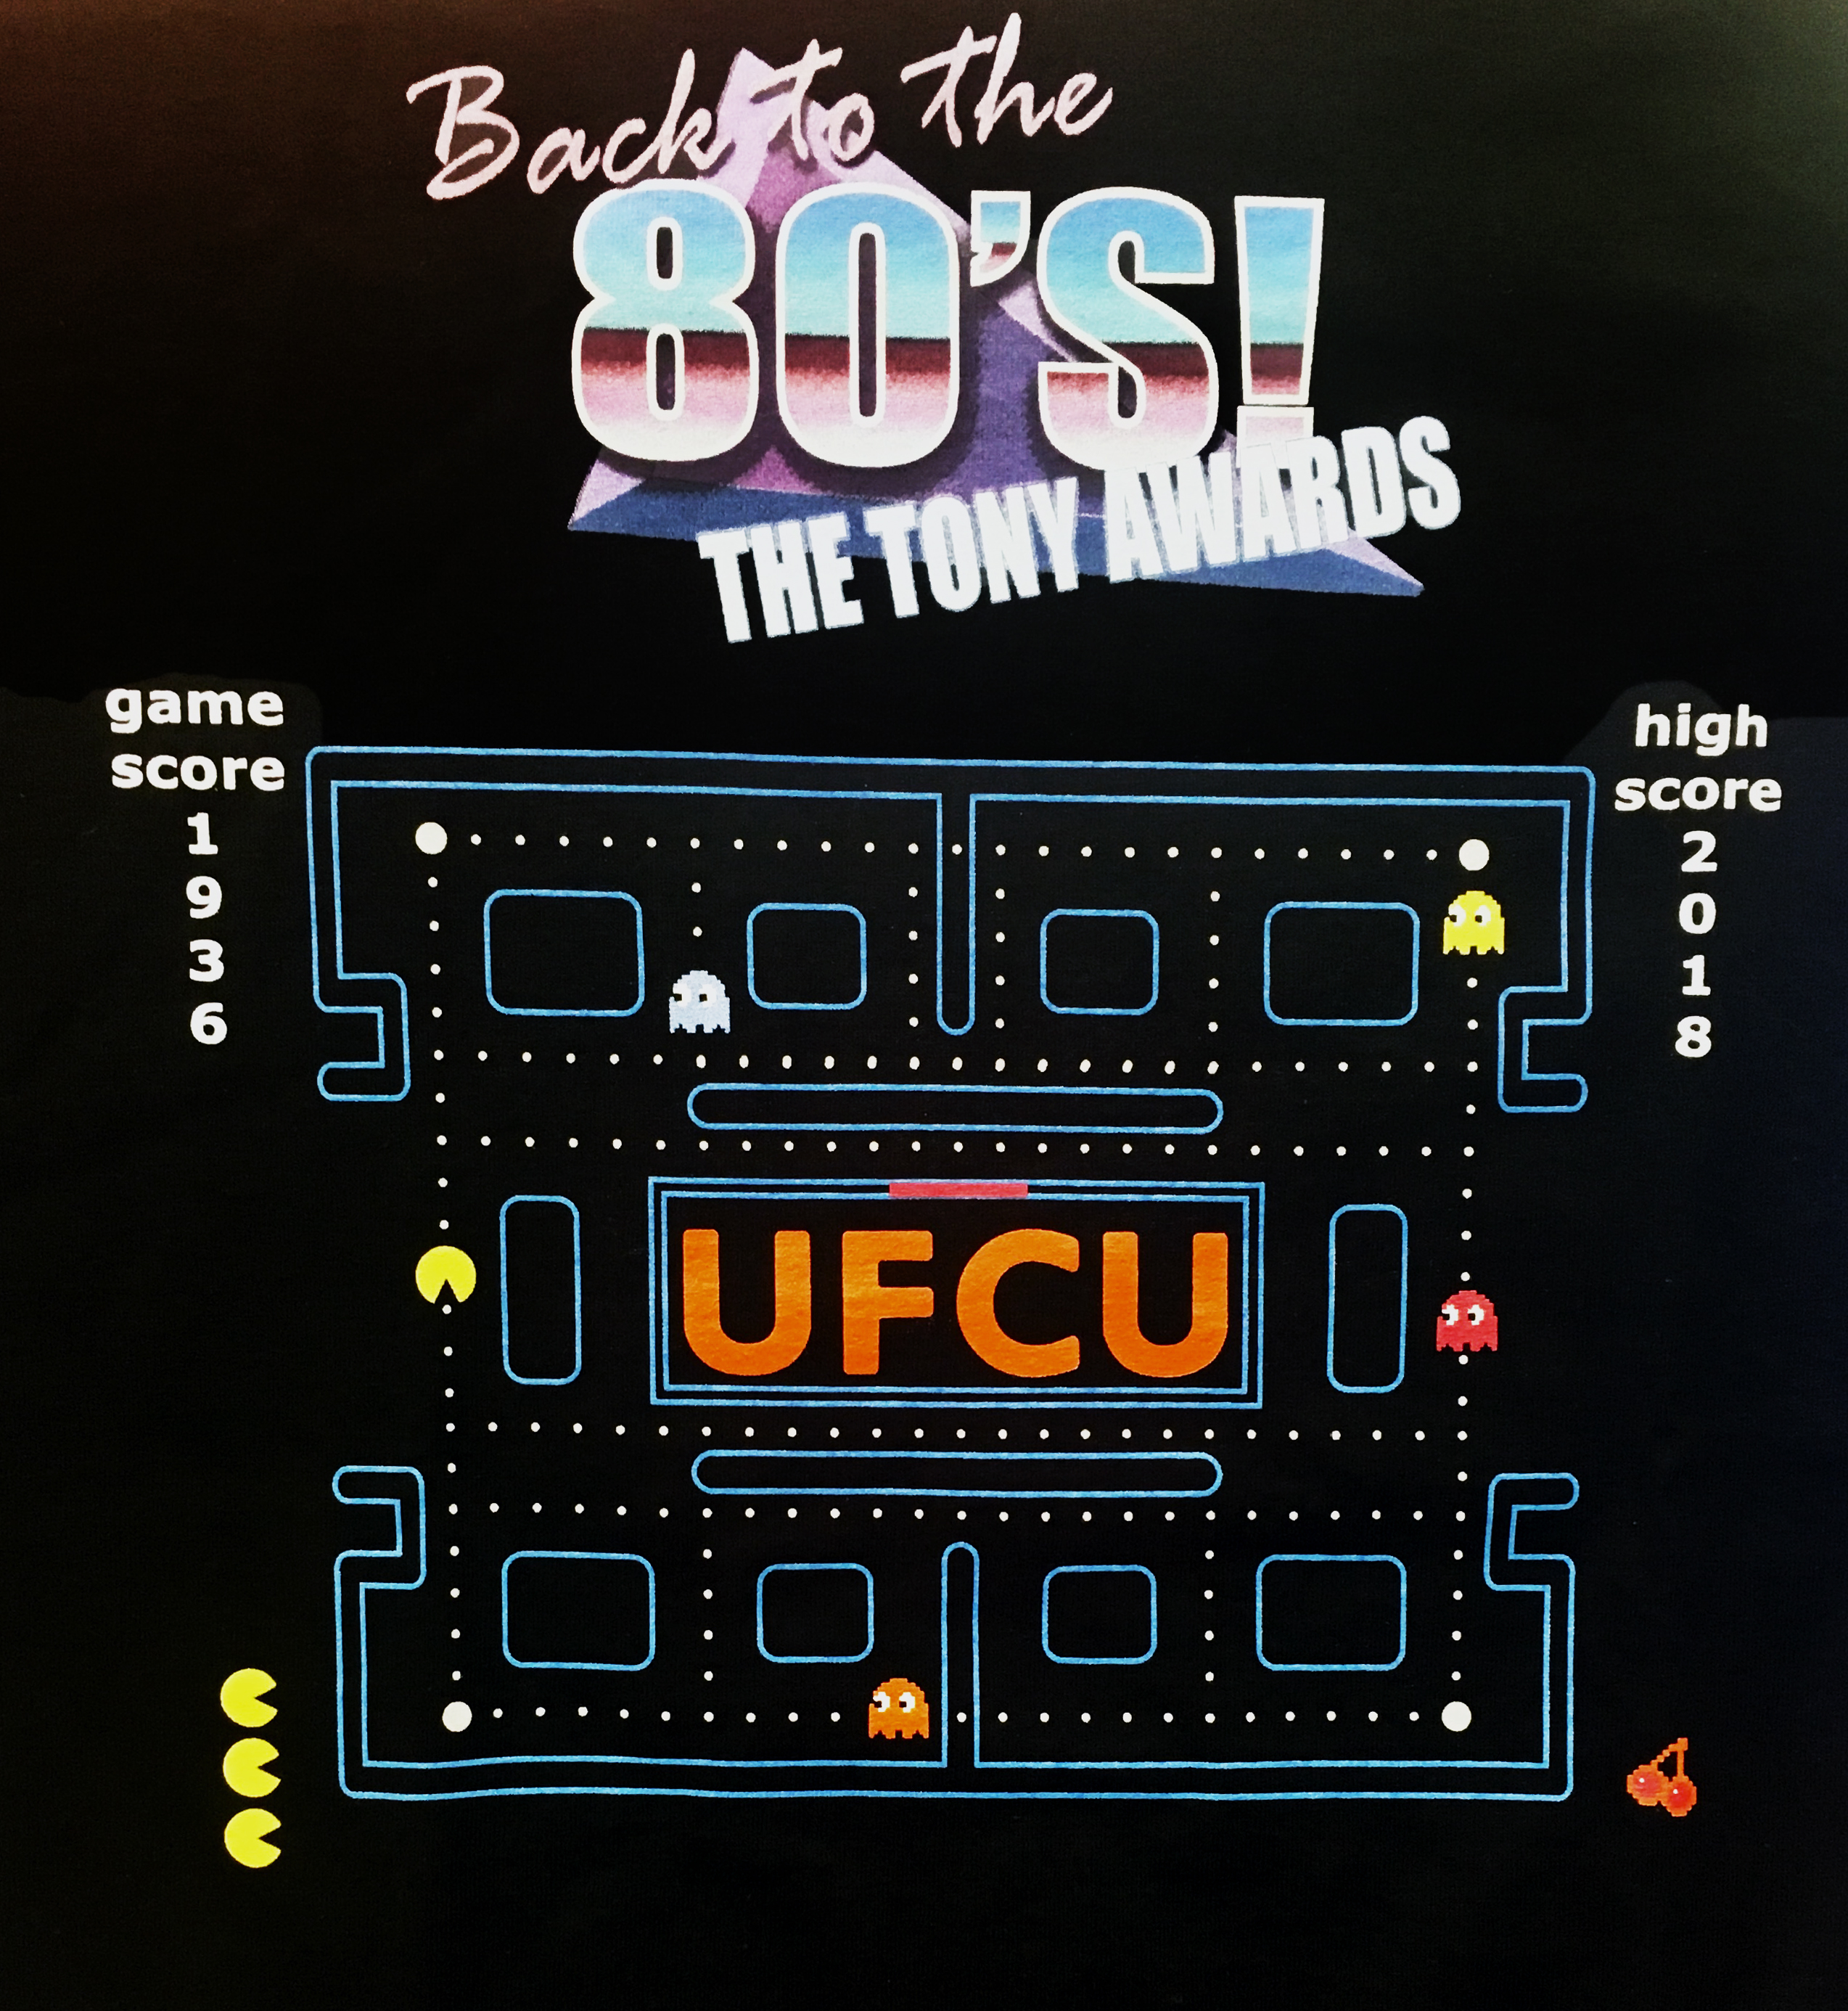 Back to the
80'S!
THE TONY AWARDS
game
score
1
9
3
6
high
score
2
0
1
8
UFCU